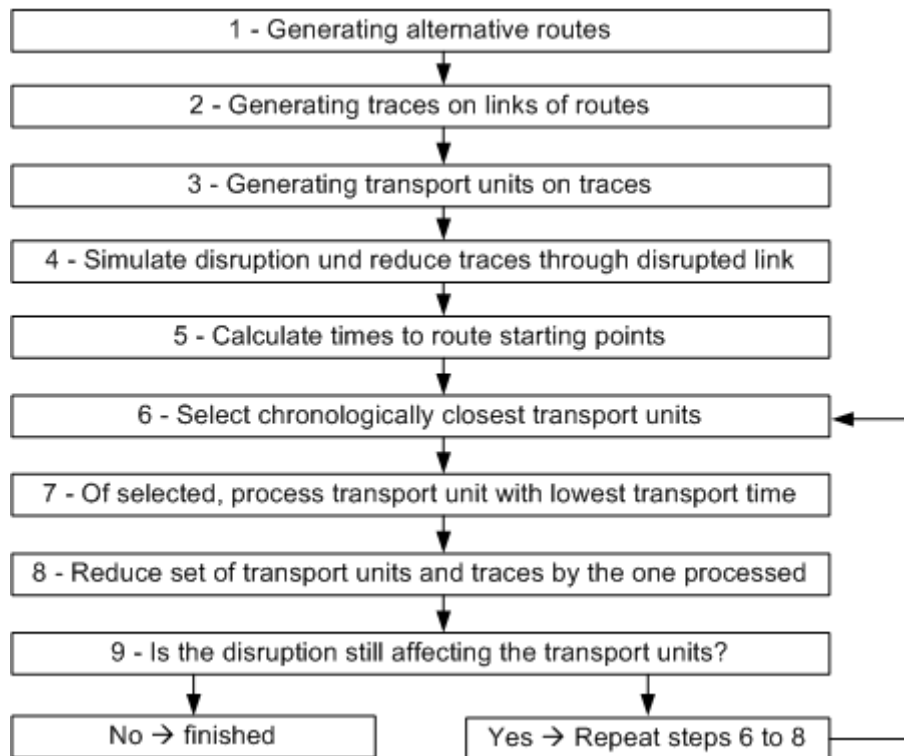 1 - Generating alternative routes
2 - Generating traces on links of routes
3 - Generating transport units on traces
4 - Simulate disruption und reduce traces through disrupted link
5 - Calculate times to route starting points
6 - Select chronologically closest transport units
7 - Of selected, process transport unit with lowest transport time
8 - Reduce set of transport units and traces by the one processed
9 - Is the disruption still affecting the transport units?
No → finished
Yes → Repeat steps 6 to 8